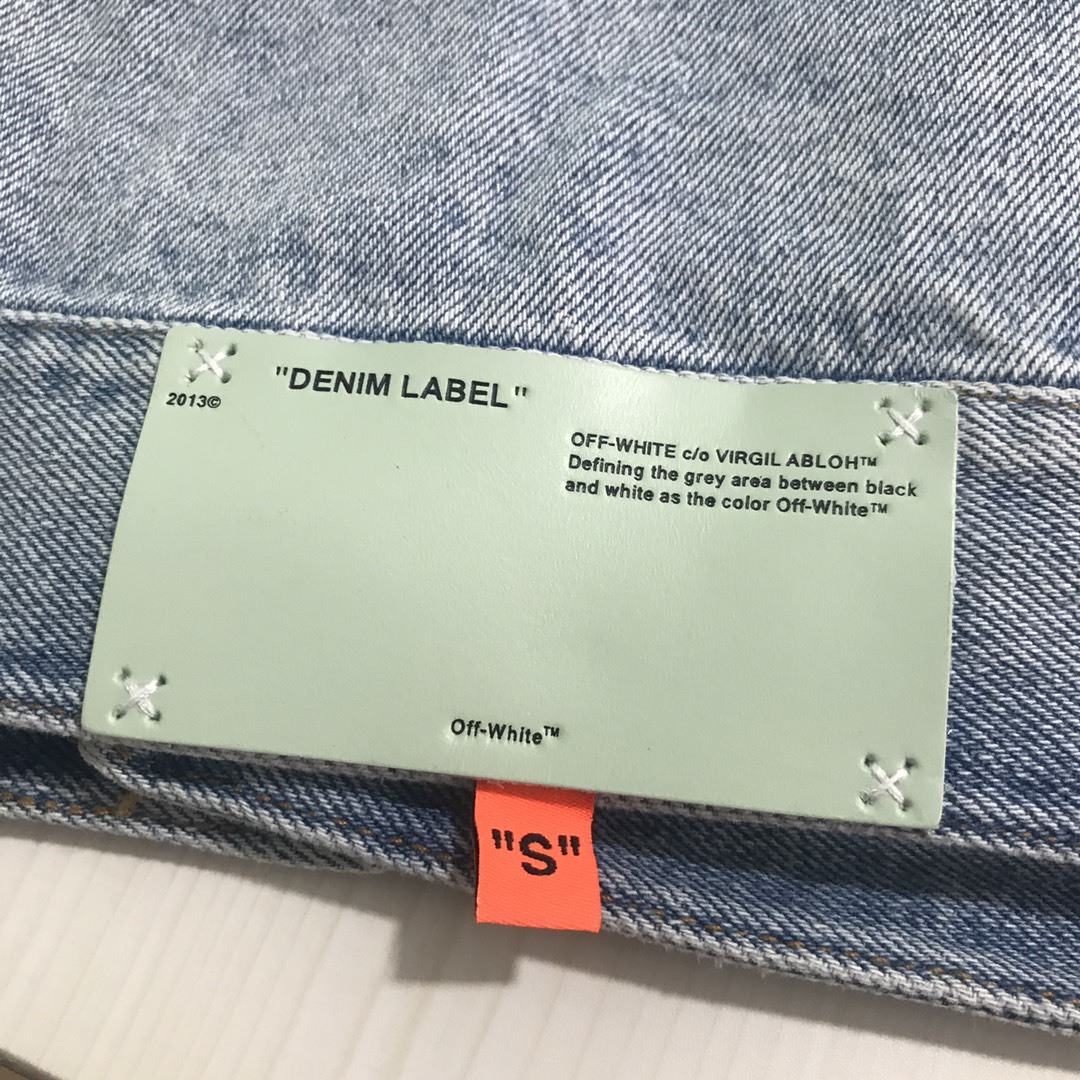 "DENIM LABEL"
2013©
OFF-WHITE c/o VIRGIL ABLOH™
Defining the grey area between black
and white as the color Off-White™
Off-White™
"S"